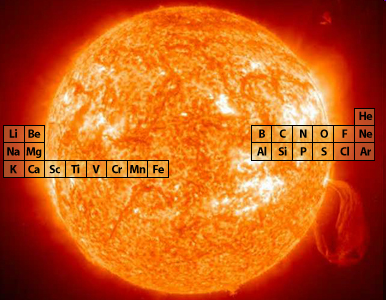 He
Li Be B C N O F Ne
Na Mg Al Si P S Cl Ar
K Ca Sc Ti V Cr Mn Fe